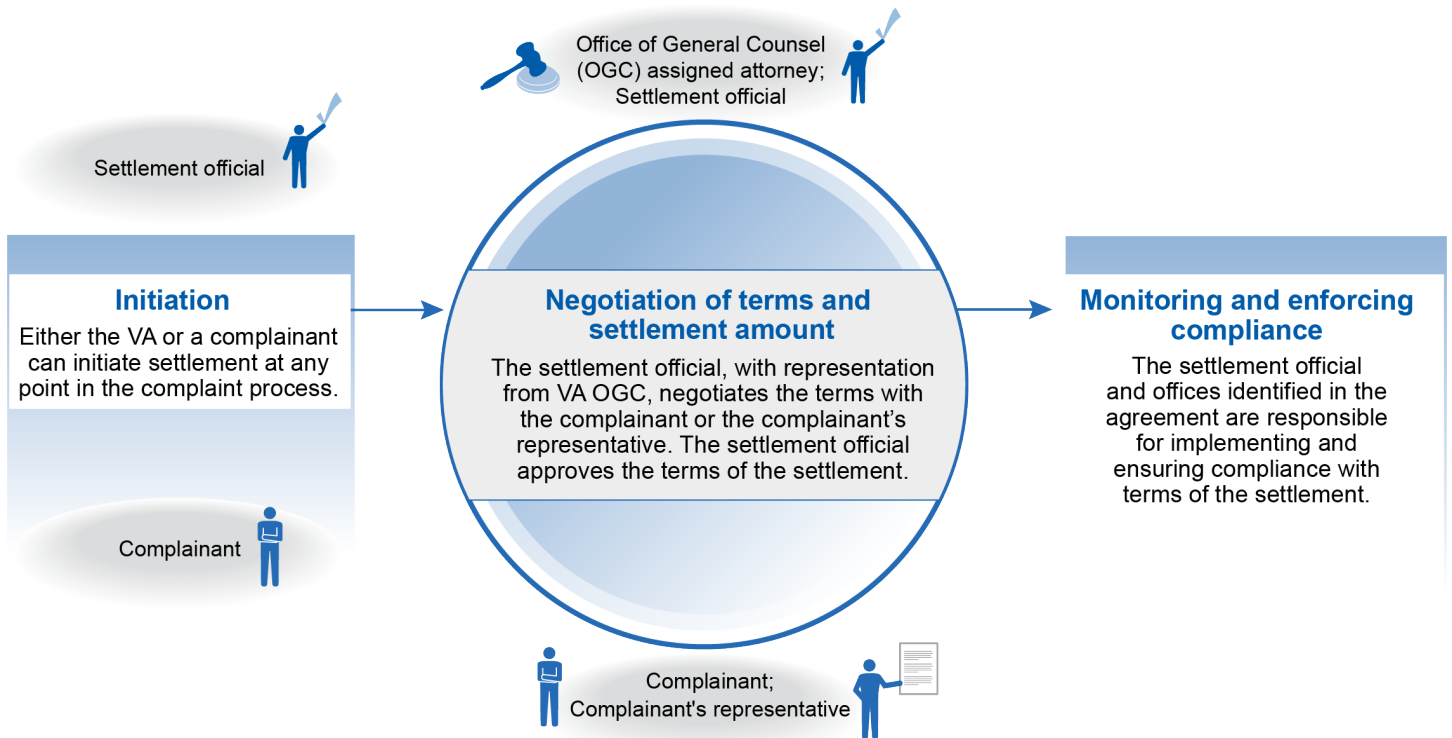 Office of General Counsel
(OGC) assigned attorney;
Settlement official
Settlement official
Initiation
Either the VA or a complainant
can initiate settlement at any
point in the complaint process.
Complainant
Negotiation of terms and
settlement amount
The settlement official, with representation
from VA OGC, negotiates the terms with
the complainant or the complainant’s
representative. The settlement official
approves the terms of the settlement.
Complainant;
Complainant's representative
Monitoring and enforcing
compliance
The settlement official
and offices identified in the
agreement are responsible
for implementing and
ensuring compliance with
terms of the settlement.